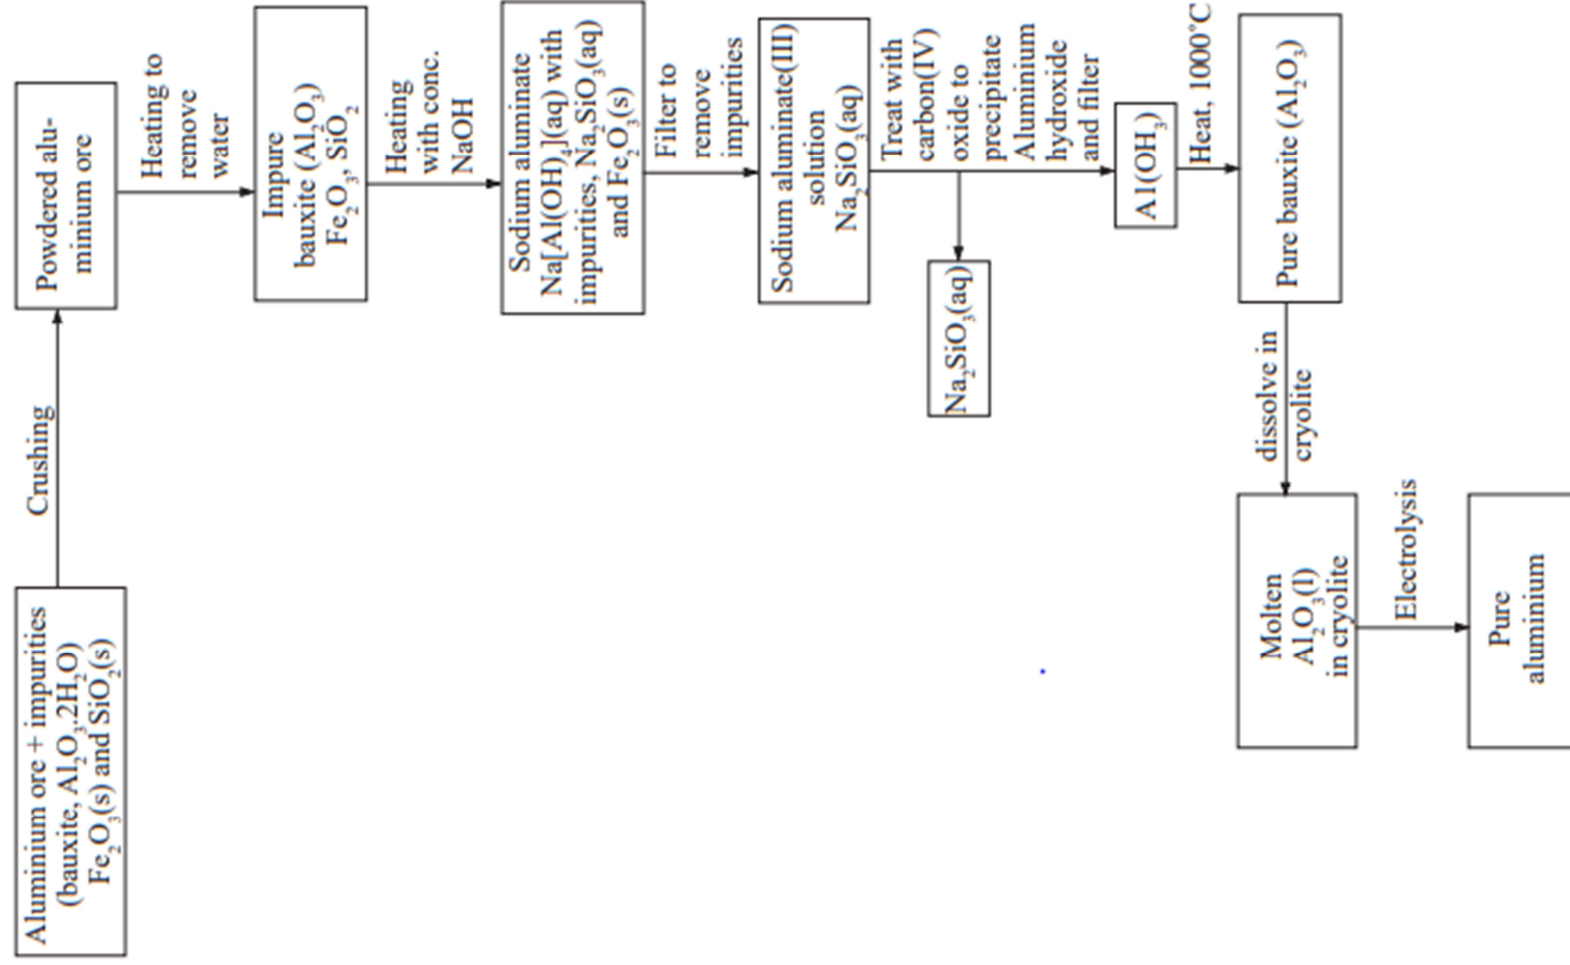 Aluminium ore + impurities
(bauxite, Al₂O₃.2H₂O)
Fe₂O₃(s) and SiO₂(s)
Crushing
Powdered alu-
minium ore
Heating to
remove
water
Impure
bauxite (Al₂O₃)
Fe₂O₃, SiO₂
Heating
with conc.
NaOH
Sodium aluminate
Na[Al(OH)₄](aq) with
impurities, Na₂SiO₃(aq)
and Fe₂O₃(s)
Filter to
remove
impurities
Sodium aluminate(III)
solution
Na₂SiO₃(aq)
Treat with
carbon(IV)
oxide to
precipitate
Aluminium
hydroxide
and filter
Na₂SiO₃(aq)
Al(OH₃)
Heat, 1000°C
Pure bauxite (Al₂O₃)
dissolve in
cryolite
Molten
Al₂O₃(l)
in cryolite
Electrolysis
Pure
aluminium